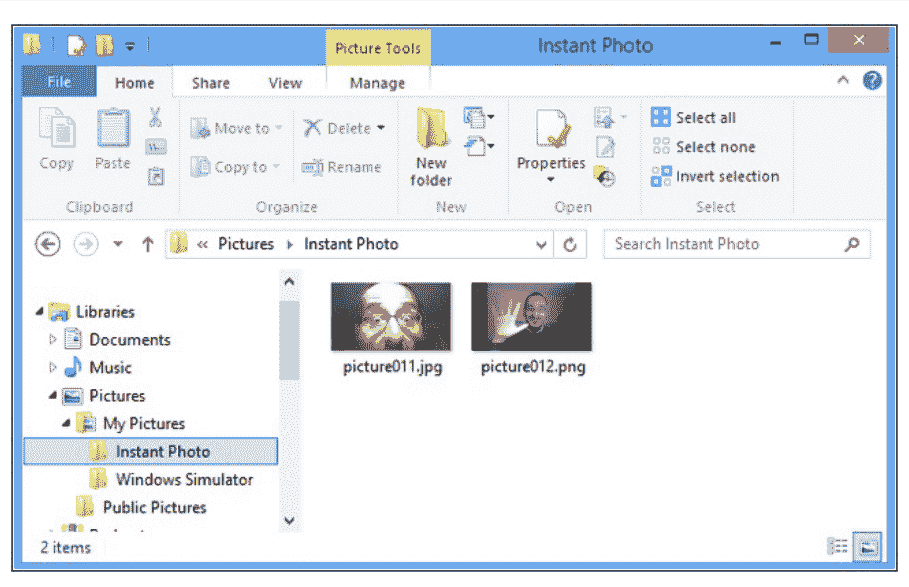 Picture Tools
Instant Photo
File
Home
Share
View
Manage
Copy
Paste
Move to
Copy to
Delete
Rename
New folder
Properties
Select all
Select none
Invert selection
Clipboard
Organize
New
Open
Select
« Pictures Instant Photo
Search Instant Photo
Libraries
Documents
Music
Pictures
My Pictures
Instant Photo
Windows Simulator
Public Pictures
picture011.jpg
picture012.png
2 items